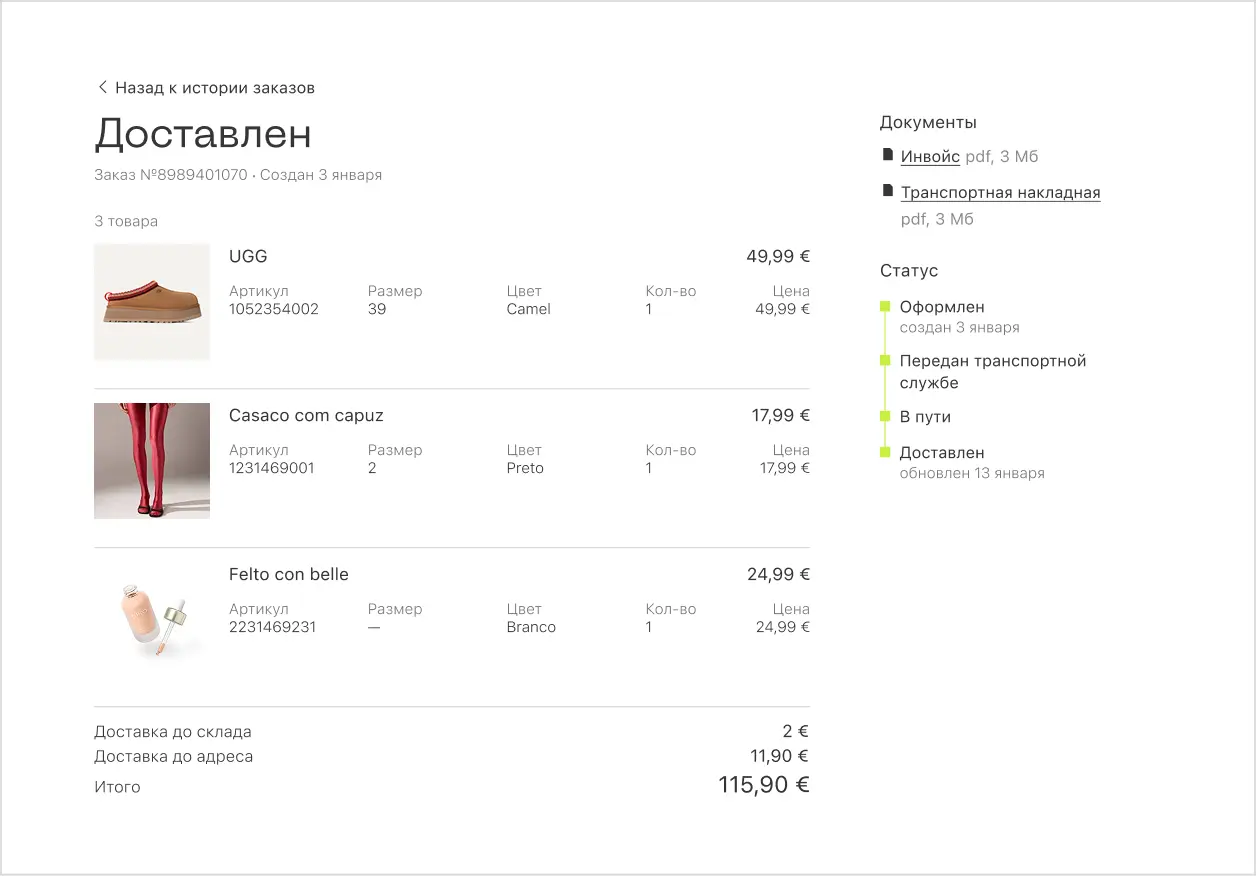 Назад к истории заказов
Доставлен
Заказ №8989401070 · Создан 3 января
3 товара
UGG 49,99 €
Артикул Размер Цвет Кол-во Цена
1052354002 39 Camel 1 49,99 €
Casaco com capuz 17,99 €
Артикул Размер Цвет Кол-во Цена
1231469001 2 Preto 1 17,99 €
Felto con belle 24,99 €
Артикул Размер Цвет Кол-во Цена
2231469231 — Branco 1 24,99 €
Доставка до склада 2 €
Доставка до адреса 11,90 €
Итого 115,90 €
Документы
Инвойс pdf, 3 Мб
Транспортная накладная
pdf, 3 Мб
Статус
Оформлен
создан 3 января
Передан транспортной
службе
В пути
Доставлен
обновлен 13 января